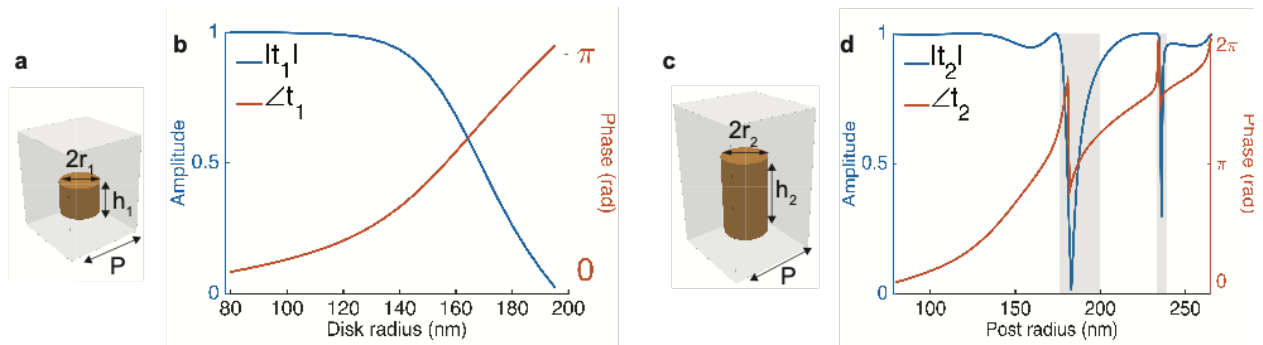 a
2r1
h1
P
b
|t1|
∠t1
1
0.5
0
Amplitude
80 100 120 140 160 180 200
Disk radius (nm)
π
0
Phase (rad)
c
2r2
h2
P
d
|t2|
∠t2
1
0.5
0
Amplitude
100 150 200 250
Post radius (nm)
2π
π
0
Phase (rad)